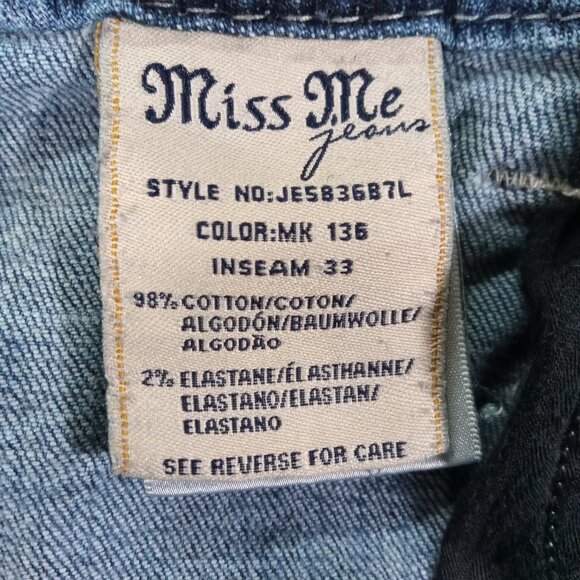 Miss Me
jeans
STYLE NO:JE5836B7L
COLOR:MK 136
INSEAM 33
98% COTTON/COTON/
ALGODÓN/BAUMWOLLE/
ALGODÃO
2% ELASTANE/ÉLASTHANNE/
ELASTANO/ELASTAN/
ELASTANO
SEE REVERSE FOR CARE